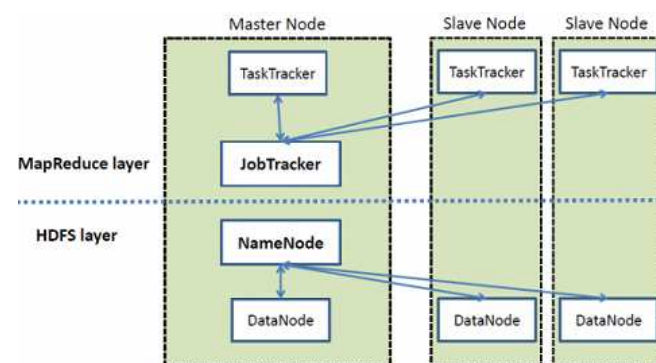 Master Node
Slave Node
Slave Node
TaskTracker
TaskTracker
TaskTracker
MapReduce layer
JobTracker
HDFS layer
NameNode
DataNode
DataNode
DataNode